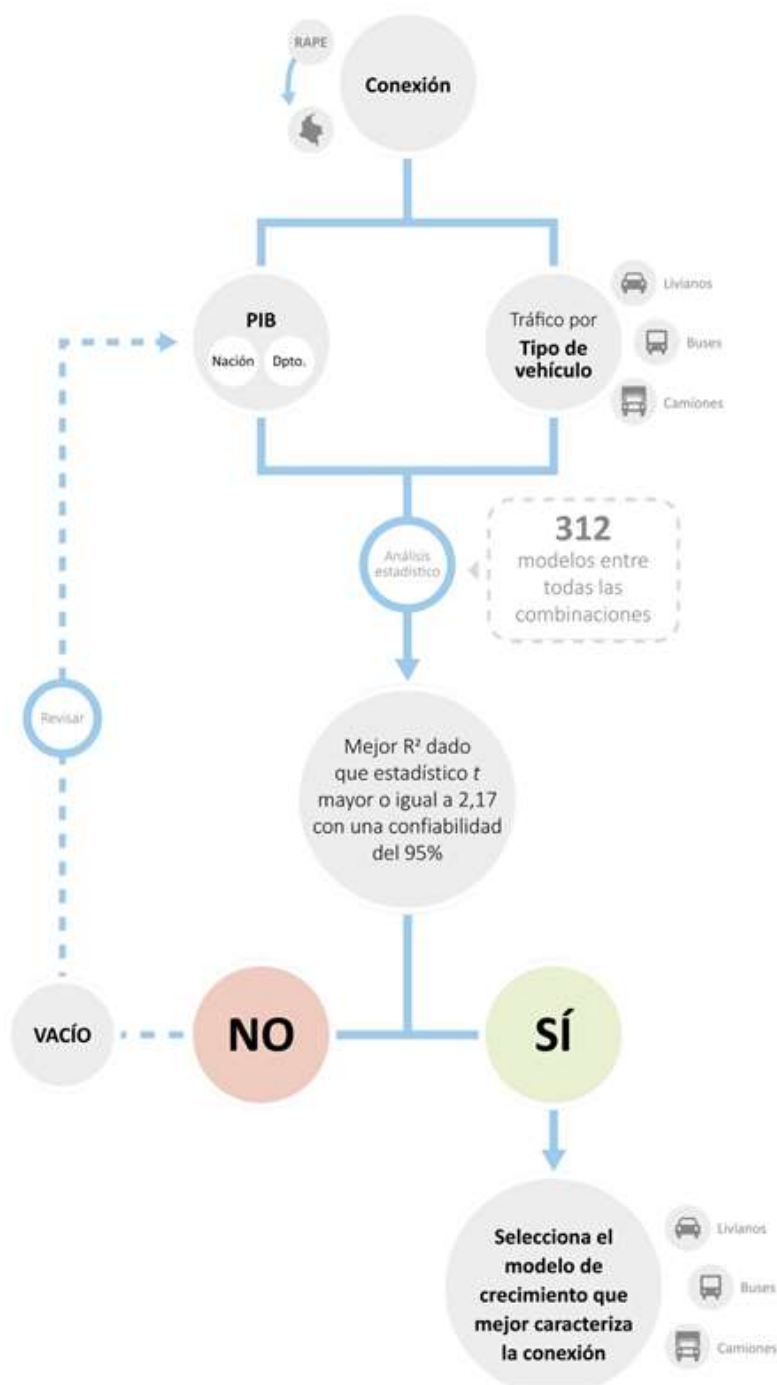 RAPE
Conexión
PIB
Nación Dpto.
Tráfico por
Tipo de
vehículo
Livianos
Buses
Camiones
Análisis
estadístico
312
modelos entre
todas las
combinaciones
Revisar
Mejor R² dado
que estadístico t
mayor o igual a 2,17
con una confiabilidad
del 95%
VACÍO
NO
SÍ
Selecciona el
modelo de
crecimiento que
mejor caracteriza
la conexión
Livianos
Buses
Camiones